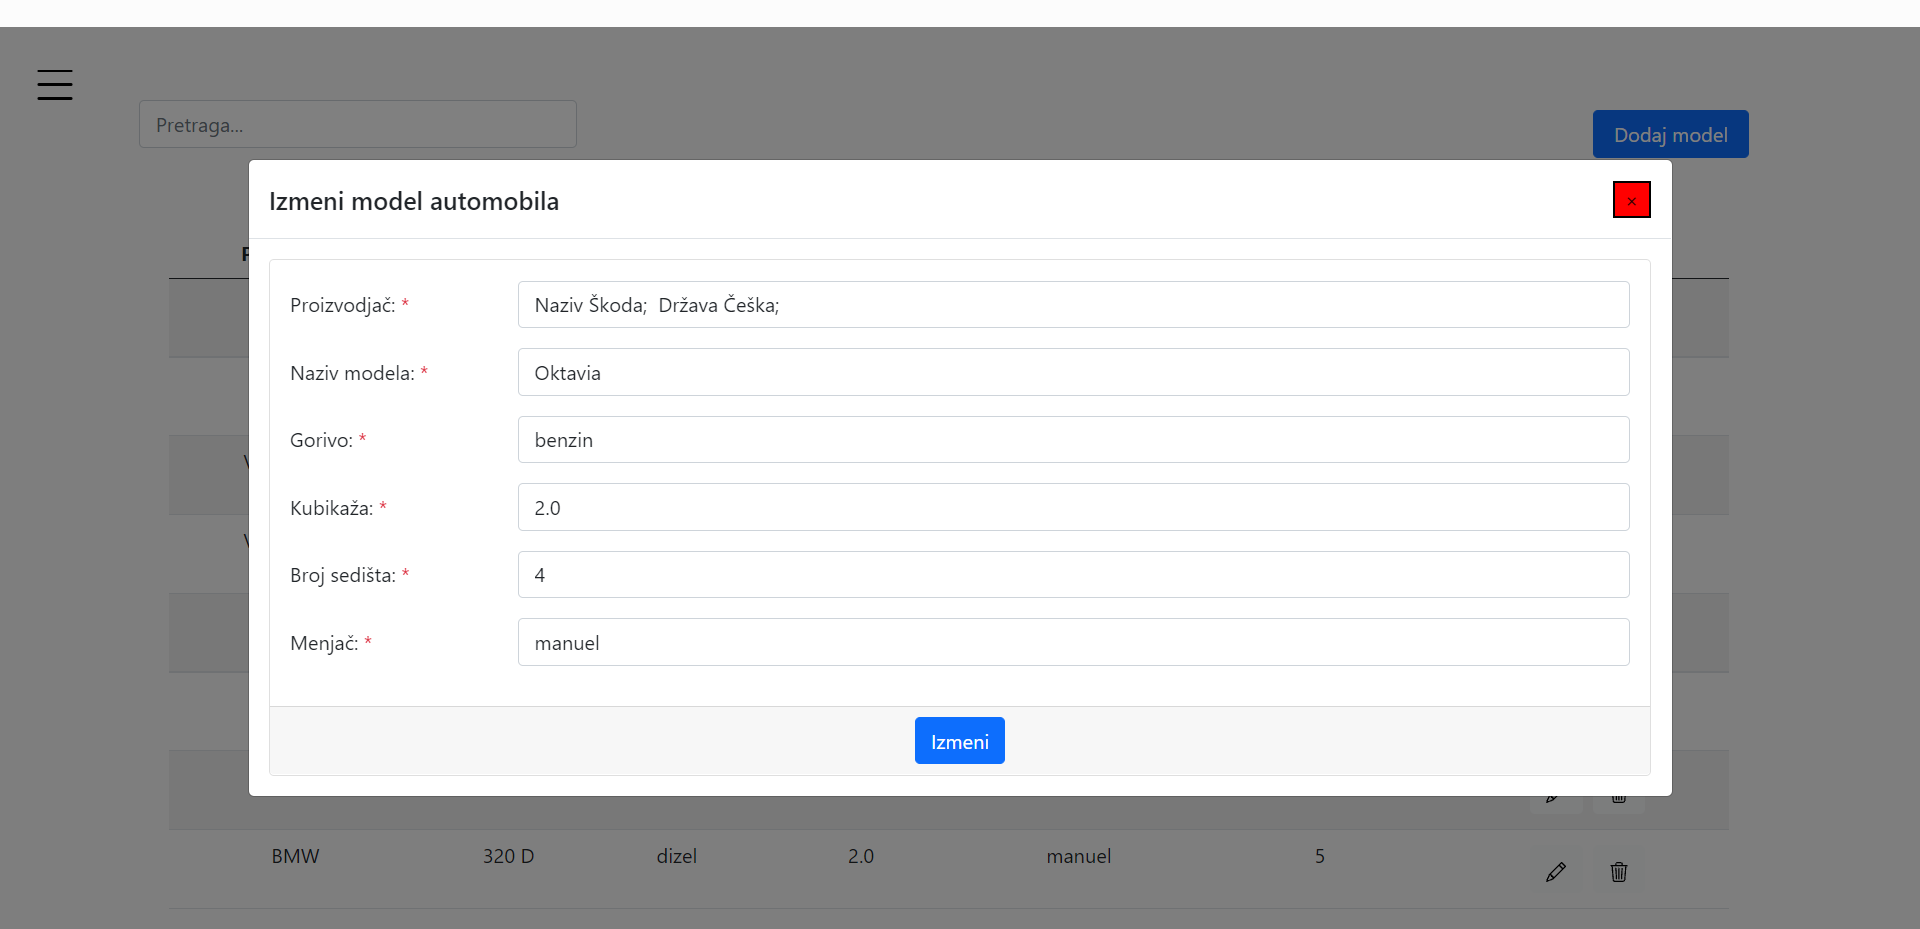 Pretraga...
Dodaj model
Izmeni model automobila
×
Proizvodjač: * Naziv Škoda;  Država Češka;
Naziv modela: * Oktavia
Gorivo: * benzin
Kubikaža: * 2.0
Broj sedišta: * 4
Menjač: * manuel
Izmeni
BMW 320 D dizel 2.0 manuel 5